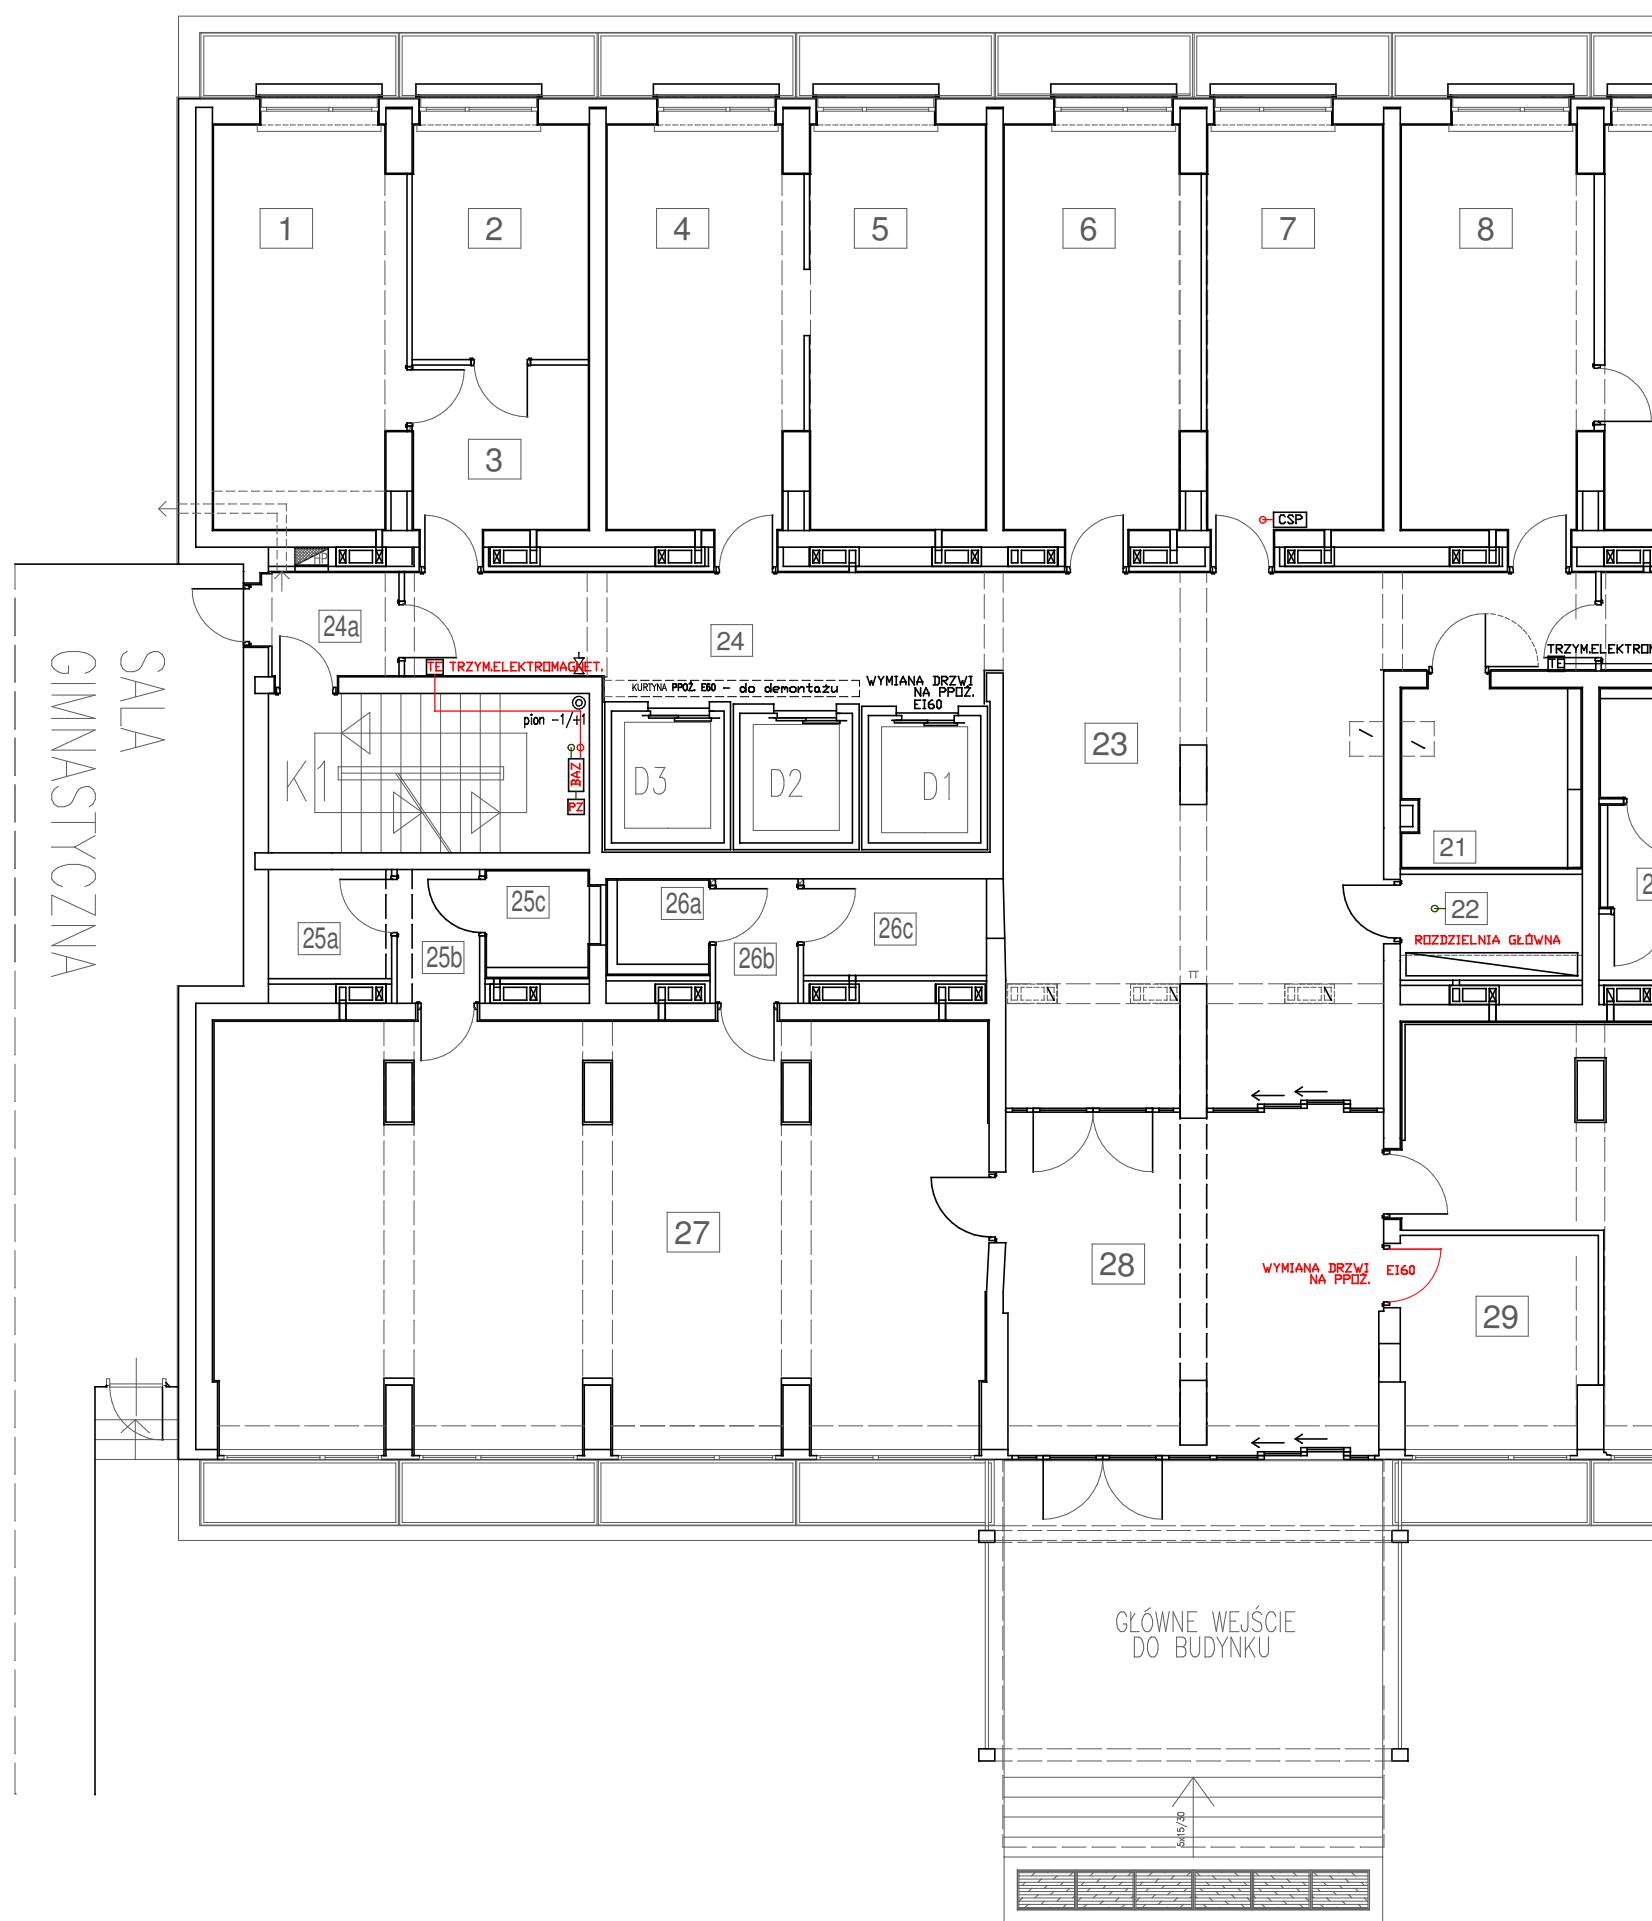 1
2
4
5
6
7
8
3
CSP
24a
24
TE TRZYM.ELEKTROMAGNET.
KURTYNA PPOŻ. E60 - do demontażu
WYMIANA DRZWI
NA PPOŻ.
EI60
TE
pion -1/+1
23
K1
BAZ
PZ
D3
D2
D1
21
SALA
GIMNASTYCZNA
25a
25b
25c
26a
26b
26c
22
ROZDZIELNIA GŁÓWNA
27
28
WYMIANA DRZWI
NA PPOŻ.
EI60
29
GŁÓWNE WEJŚCIE
DO BUDYNKU
5x15/30